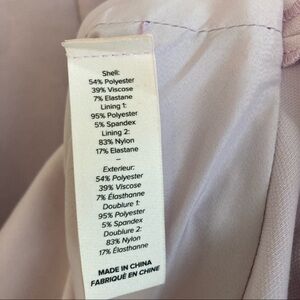 Shell:
54% Polyester
39% Viscose
7% Elastane
Lining 1:
95% Polyester
5% Spandex
Lining 2:
83% Nylon
17% Elastane
–
Exterieur:
54% Polyester
39% Viscose
7% Élasthanne
Doublure 1:
95% Polyester
5% Spandex
Doublure 2:
83% Nylon
17% Élasthanne
MADE IN CHINA
FABRIQUÉ EN CHINE